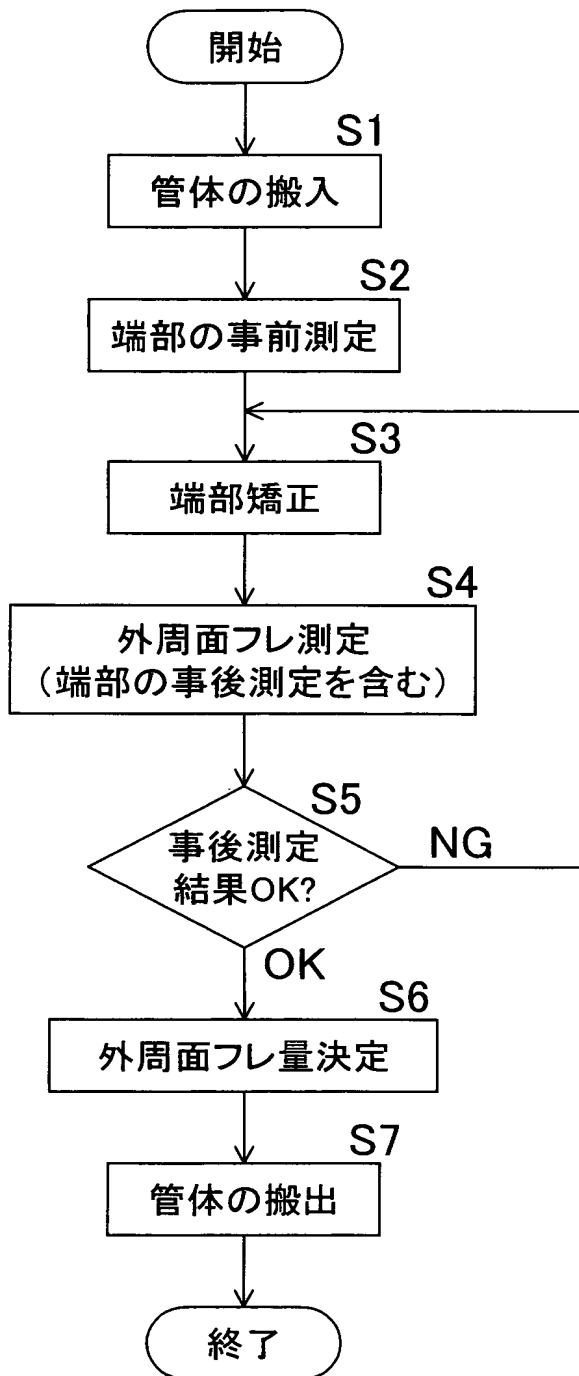 開始
S1
管体の搬入
S2
端部の事前測定
S3
端部矯正
S4
外周面フレ測定
（端部の事後測定を含む）
S5
事後測定
結果OK?
NG
OK
S6
外周面フレ量決定
S7
管体の搬出
終了